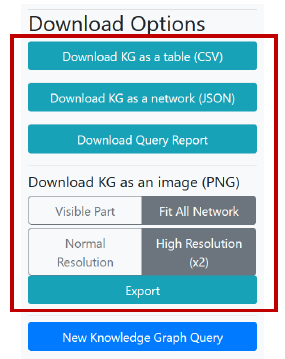 Download Options
Download KG as a table (CSV)
Download KG as a network (JSON)
Download Query Report
Download KG as an image (PNG)
Visible Part
Fit All Network
Normal
Resolution
High Resolution
(x2)
Export
New Knowledge Graph Query